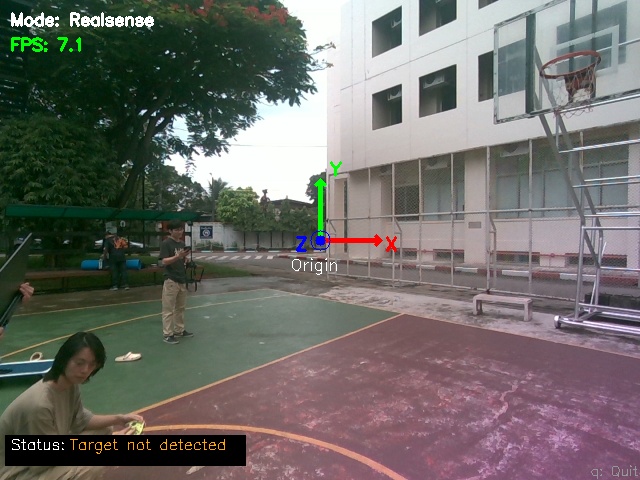 Mode: Realsense
FPS: 7.1
Y
Z
X
Origin
Status: Target not detected
q: Quit